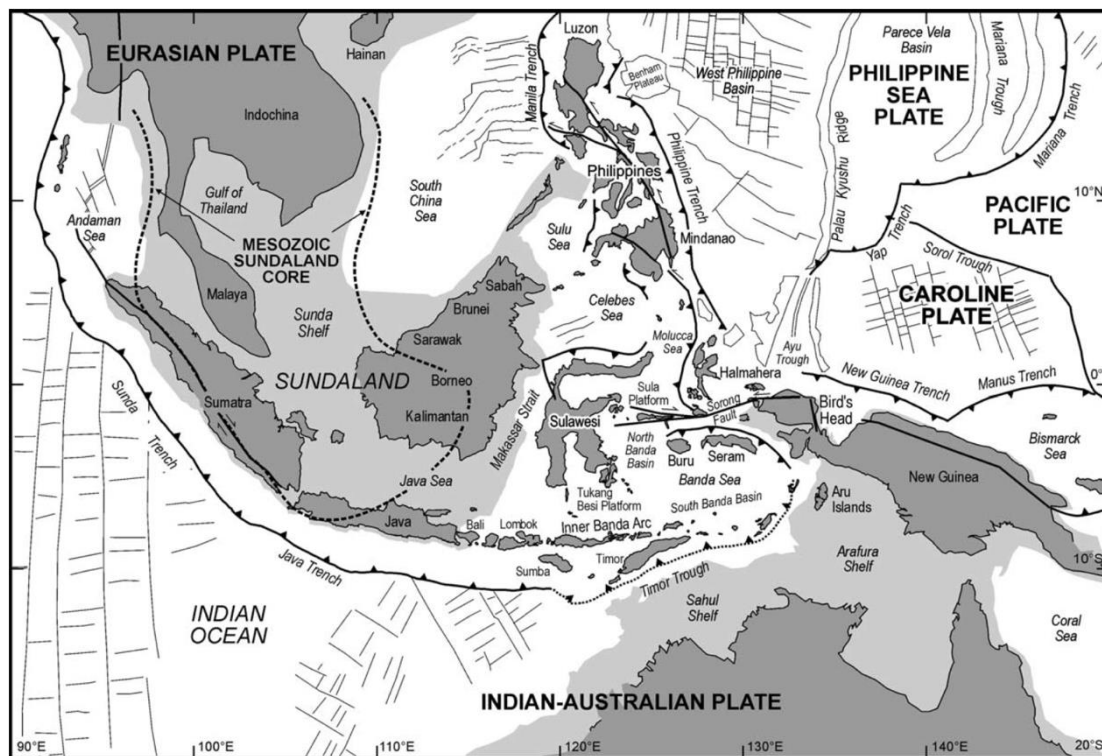 EURASIAN PLATE
Hainan
Luzon
Manila Trench
Benham
Plateau
West Philippine
Basin
Parece Vela
Basin
Mariana
Trough
PHILIPPINE
SEA
PLATE
Mariana Trench
Indochina
Philippines
Philippine Trench
Palau Kyushu Ridge
10°N
Gulf of
Thailand
South
China
Sea
Andaman
Sea
MESOZOIC
SUNDALAND
CORE
Sulu
Sea
Mindanao
PACIFIC
PLATE
Yap
Trench
Sorol Trough
Malaya
Sunda
Shelf
Sabah
Brunei
Sarawak
Celebes
Sea
CAROLINE
PLATE
Molucca
Sea
Ayu
Trough
SUNDALAND
Borneo
Kalimantan
Makassar Strait
Halmahera
New Guinea Trench
Manus Trench
0°
Sunda
Trench
Sumatra
Sula
Platform
Sorong
Fault
Bird's
Head
Sulawesi
North
Banda
Basin
Buru
Seram
Bismarck
Sea
New Guinea
Java Sea
Banda Sea
Tukang
Besi Platform
South Banda Basin
Aru
Islands
Java
Bali
Lombok
Inner Banda Arc
Java Trench
Sumba
Timor
Timor Trough
Arafura
Shelf
10°S
Sahul
Shelf
INDIAN
OCEAN
Coral
Sea
INDIAN-AUSTRALIAN PLATE
90°E
100°E
110°E
120°E
130°E
140°E
20°S